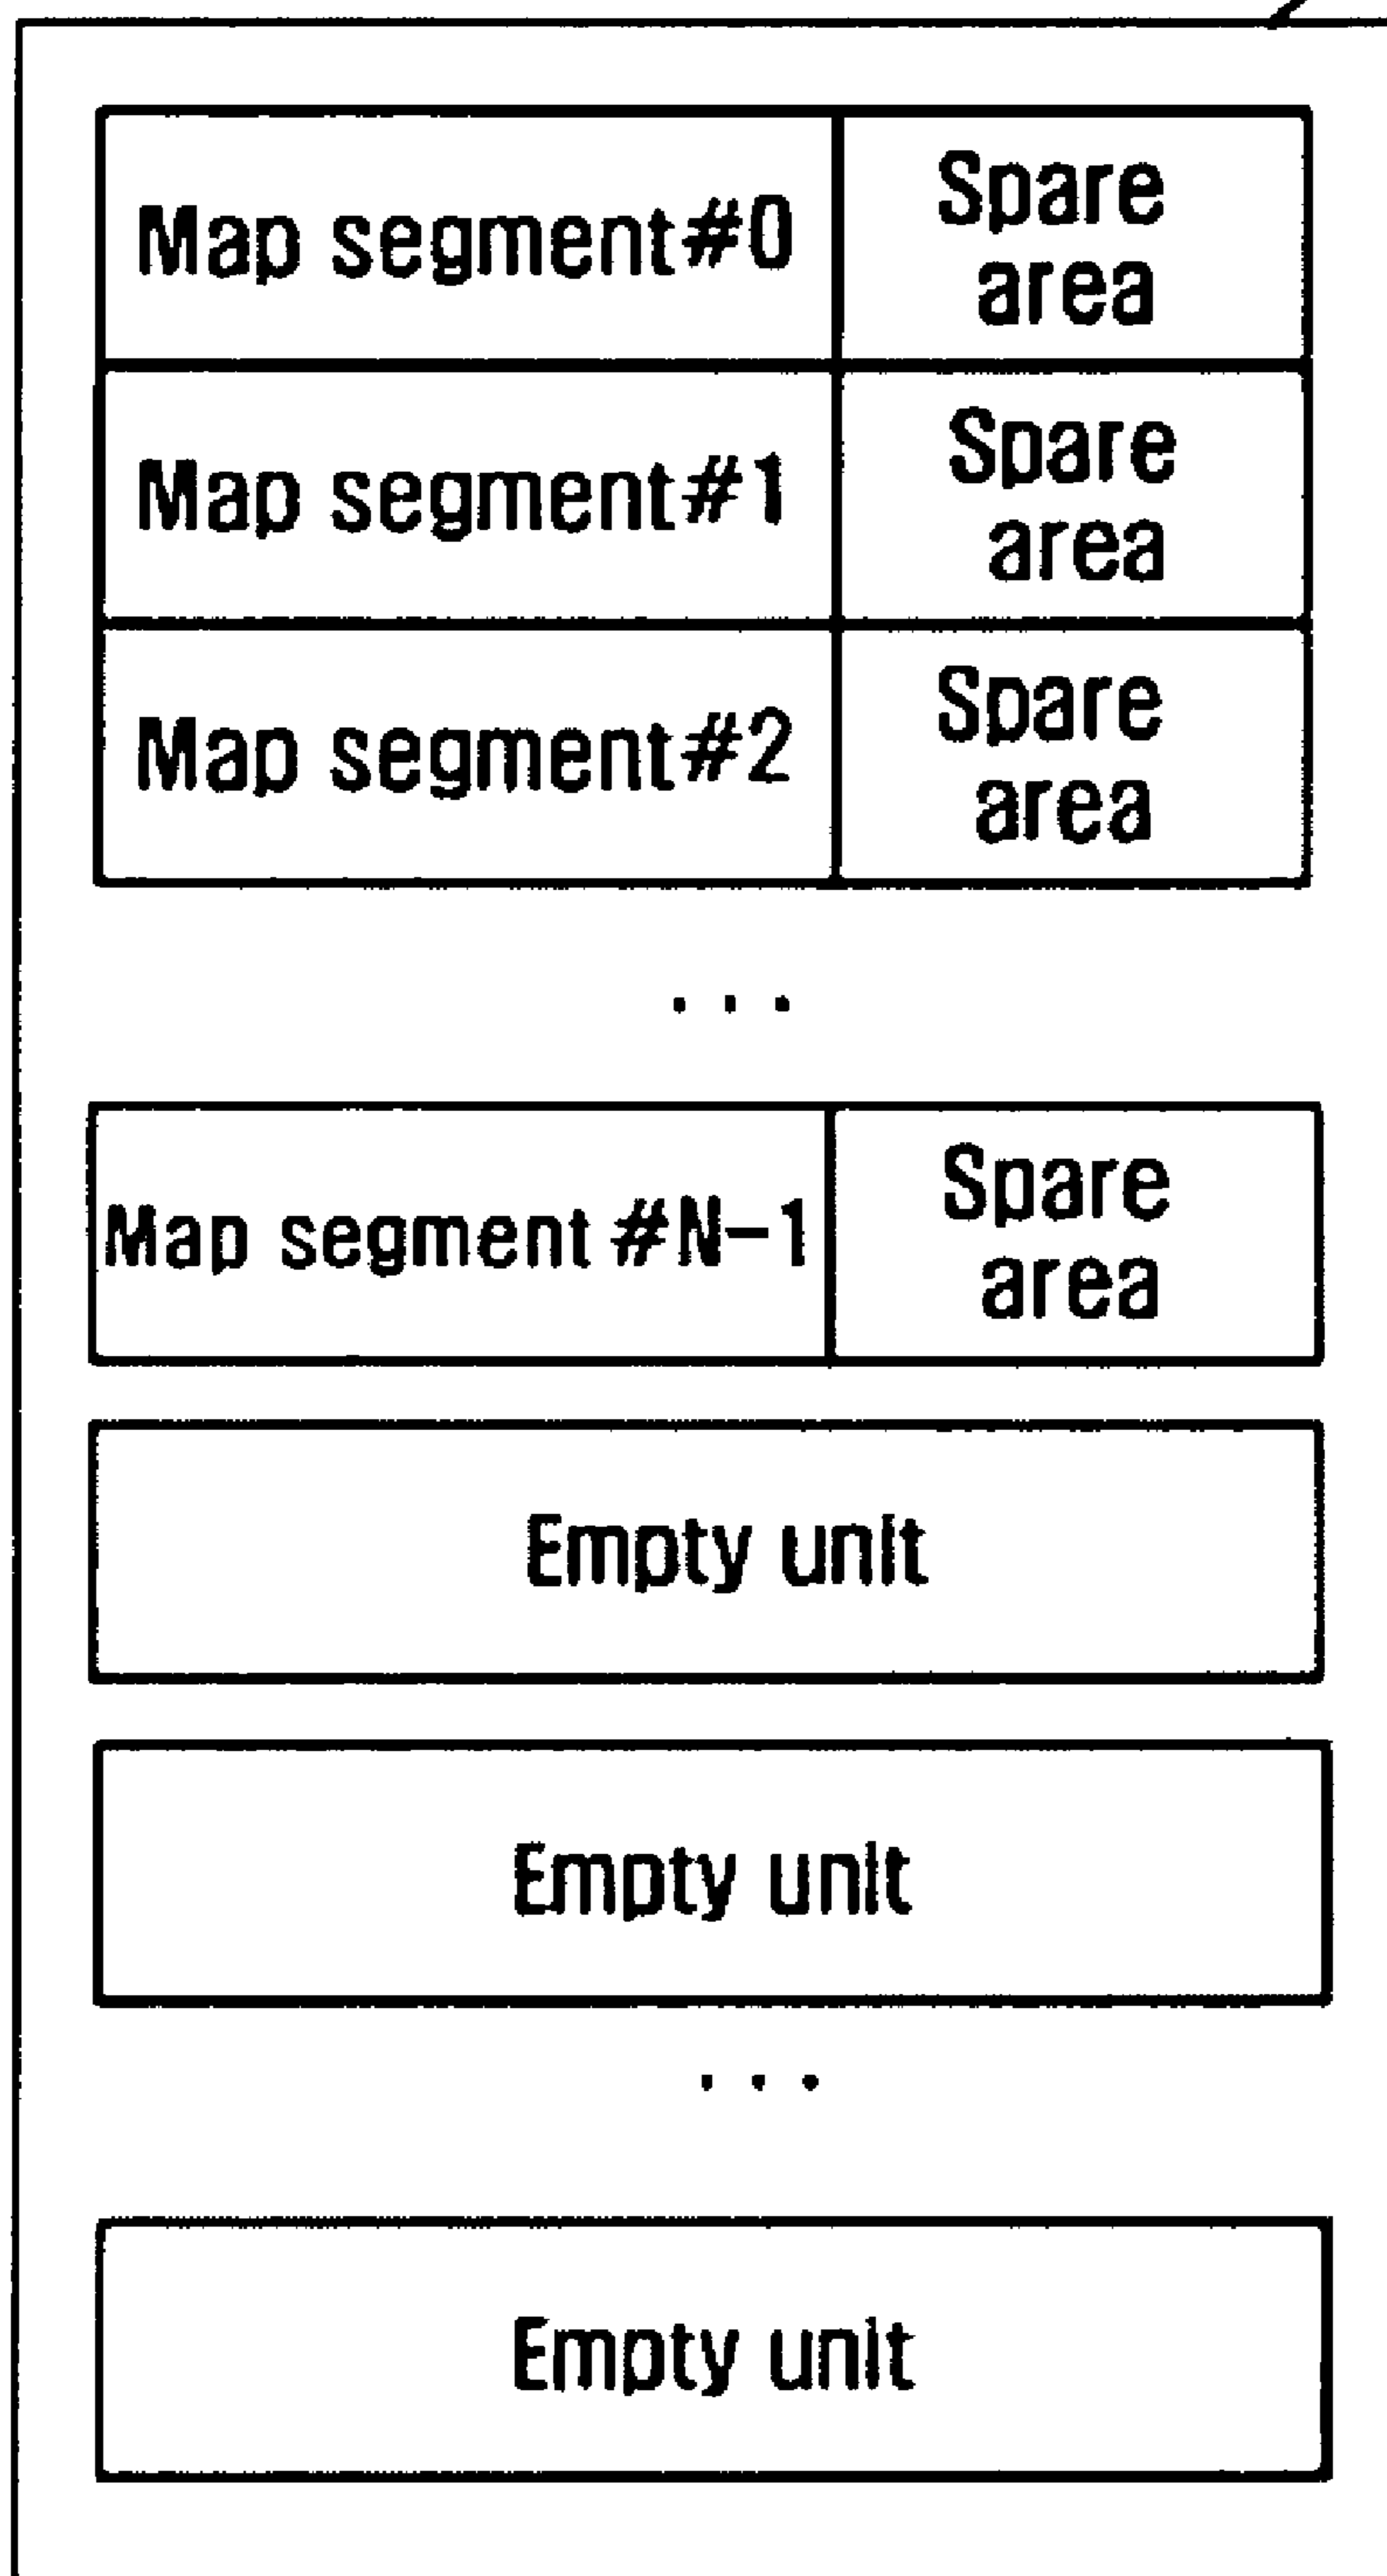 Map segment#0
Spare
area
Map segment#1
Spare
area
Map segment#2
Spare
area
...
Map segment #N-1
Spare
area
Empty unit
Empty unit
...
Empty unit